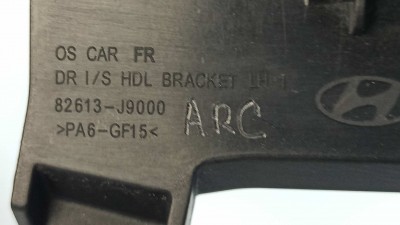 OS CAR FR
DR I/S HDL BRACKET LH
82613-J9000
>PA6-GF15<
ARC